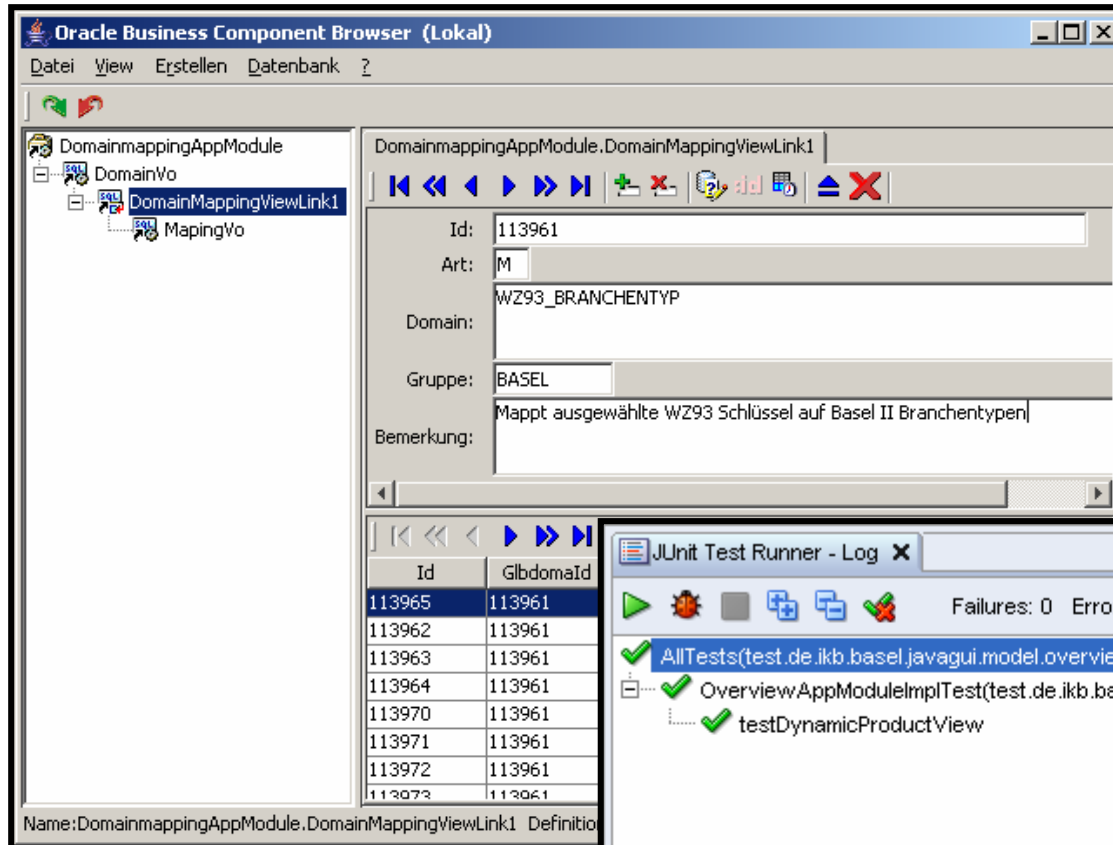 Oracle Business Component Browser (Lokal)
Datei View Erstellen Datenbank ?
DomainmappingAppModule
DomainVo
DomainMappingViewLink1
MapingVo
DomainmappingAppModule.DomainMappingViewLink1
Id: 113961
Art: M
Domain: WZ93_BRANCHENTYP
Gruppe: BASEL
Bemerkung: Mappt ausgewählte WZ93 Schlüssel auf Basel II Branchentypen
Id GlbdomaId
113965 113961
113962 113961
113963 113961
113964 113961
113970 113961
113971 113961
113972 113961
113973 113961
Name:DomainmappingAppModule.DomainMappingViewLink1 Definitio
JUnit Test Runner - Log
Failures: 0 Erro
AllTests(test.de.ikb.basel.javagui.model.overvie
OverviewAppModuleImplTest(test.de.ikb.ba
testDynamicProductView